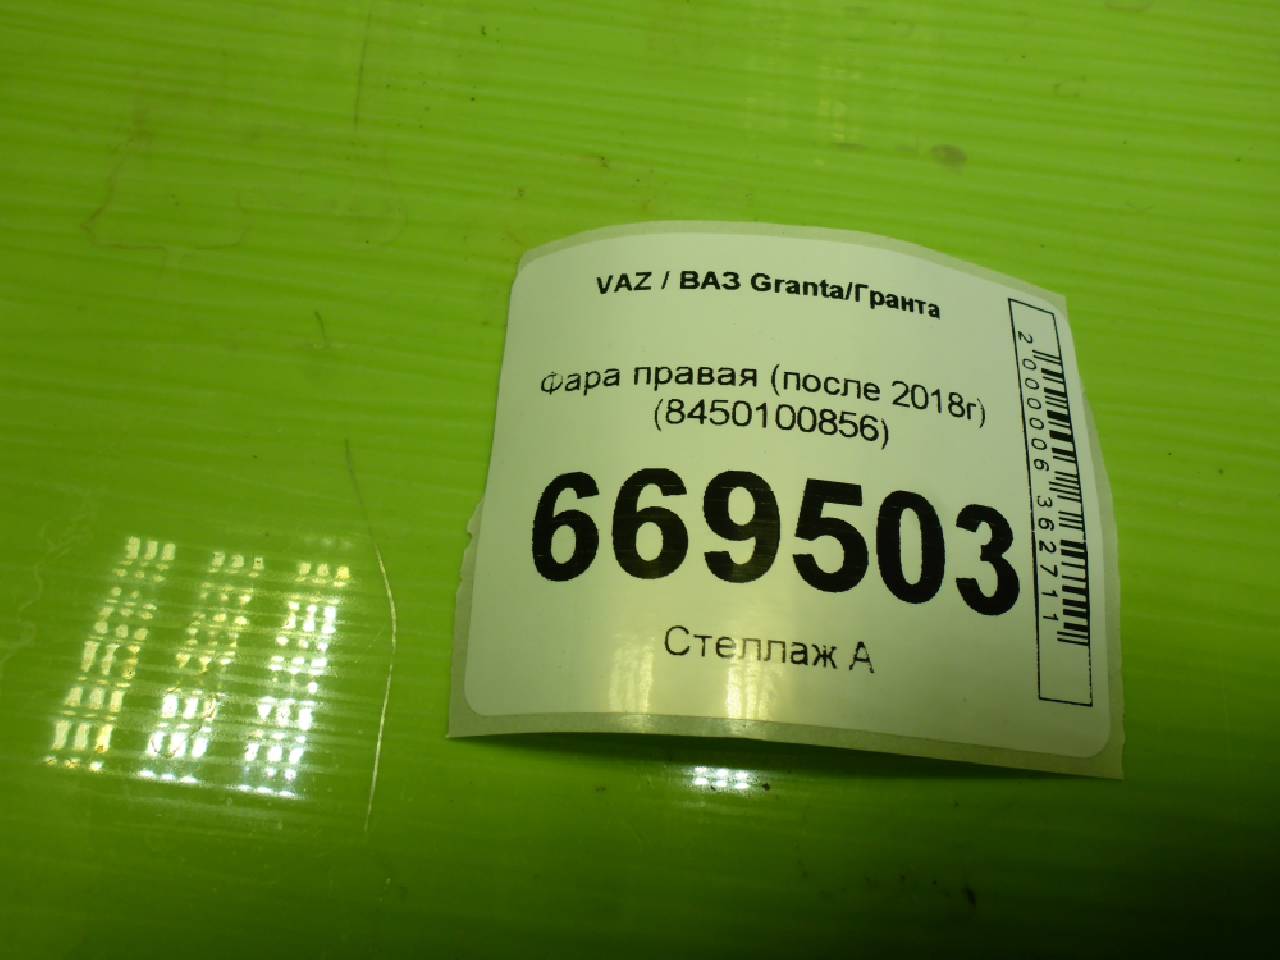 VAZ / ВАЗ Granta/Гранта
Фара правая (после 2018г)
(8450100856)
669503
Стеллаж А
2000006362711